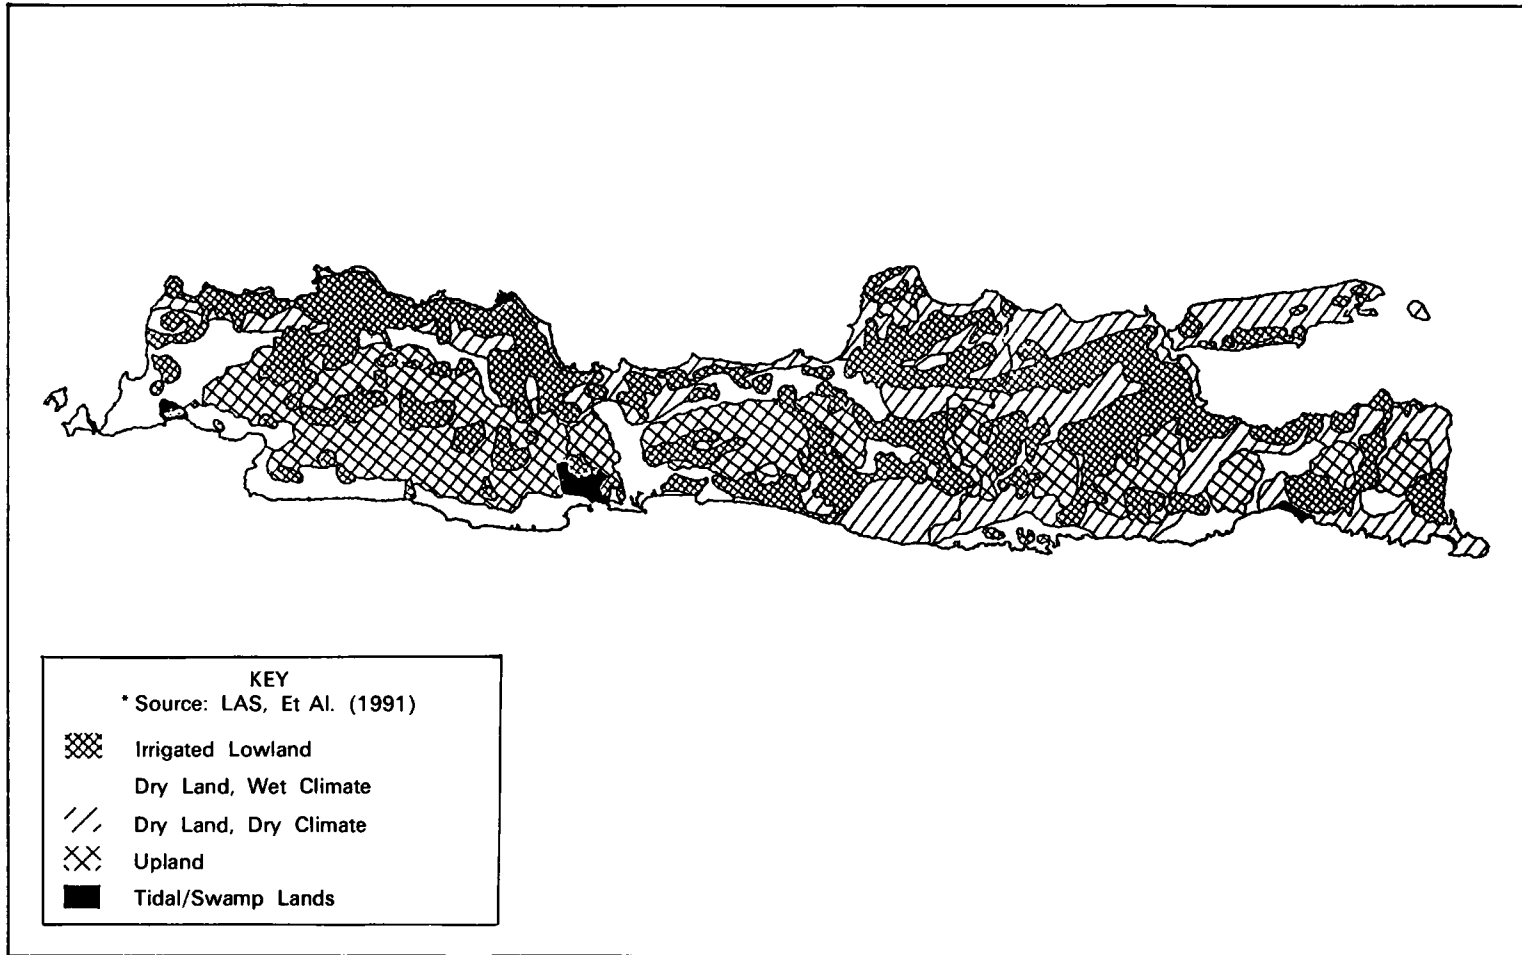 KEY
* Source: LAS, Et Al. (1991)
Irrigated Lowland
Dry Land, Wet Climate
Dry Land, Dry Climate
Upland
Tidal/Swamp Lands